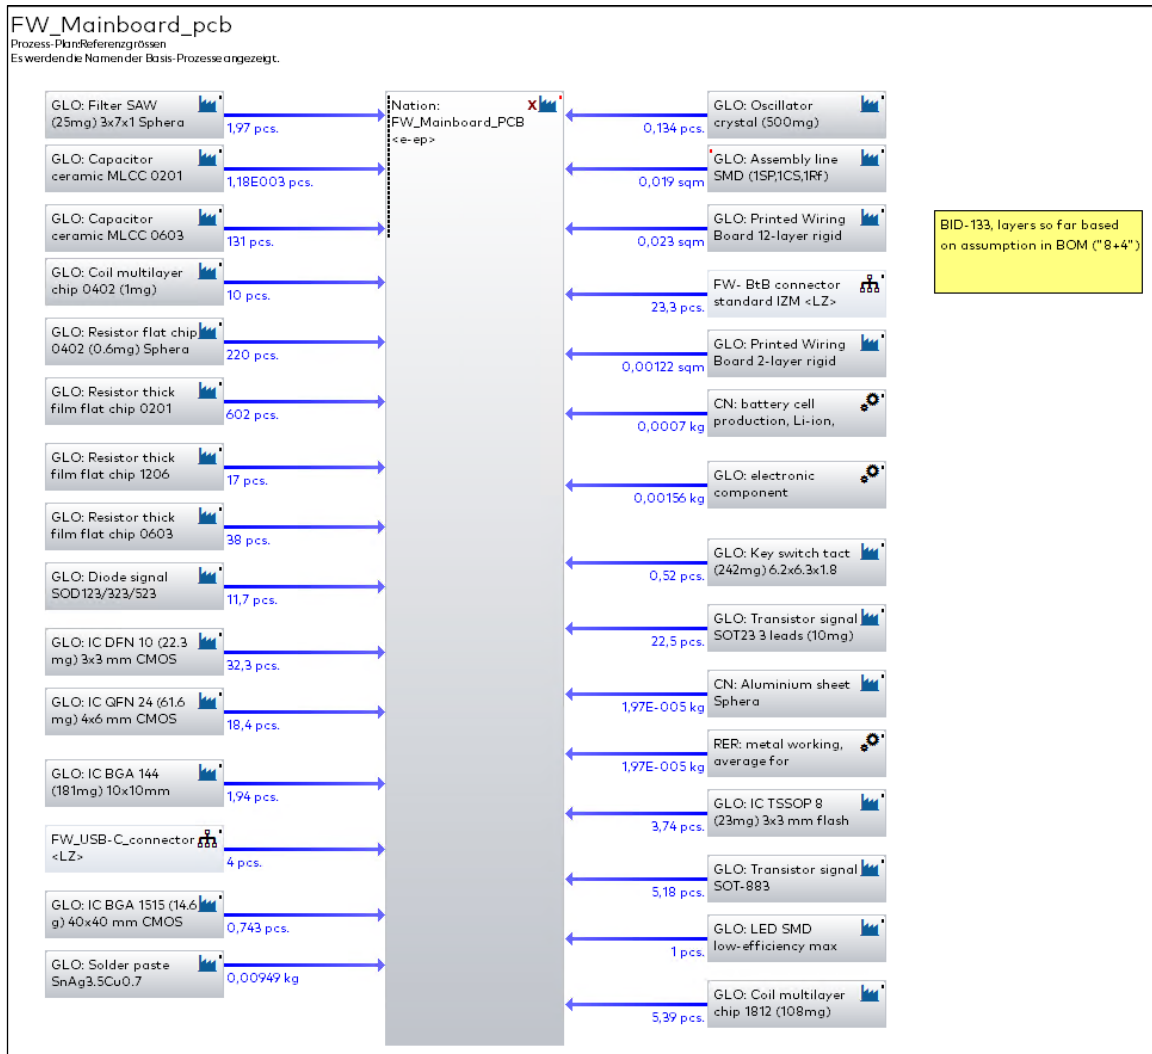 FW_Mainboard_pcb
Prozess-Plan:Referenzgrössen
Es werden die Namen der Basis-Prozesse angezeigt.
GLO: Filter SAW
(25mg) 3x7x1 Sphera
1,97 pcs.
GLO: Capacitor
ceramic MLCC 0201
1,18E003 pcs.
GLO: Capacitor
ceramic MLCC 0603
131 pcs.
GLO: Coil multilayer
chip 0402 (1mg)
10 pcs.
GLO: Resistor flat chip
0402 (0.6mg) Sphera
220 pcs.
GLO: Resistor thick
film flat chip 0201
602 pcs.
GLO: Resistor thick
film flat chip 1206
17 pcs.
GLO: Resistor thick
film flat chip 0603
38 pcs.
GLO: Diode signal
SOD123/323/523
11,7 pcs.
GLO: IC DFN 10 (22.3
mg) 3x3 mm CMOS
32,3 pcs.
GLO: IC QFN 24 (61.6
mg) 4x6 mm CMOS
18,4 pcs.
GLO: IC BGA 144
(181mg) 10x10mm
1,94 pcs.
FW_USB-C_connector
<LZ>
4 pcs.
GLO: IC BGA 1515 (14.6
g) 40x40 mm CMOS
0,743 pcs.
GLO: Solder paste
SnAg3.5Cu0.7
0,00949 kg
Nation:
X
FW_Mainboard_PCB
<e-ep>
GLO: Oscillator
crystal (500mg)
0,134 pcs.
GLO: Assembly line
SMD (1SP,1CS,1Rf)
0,019 sqm
GLO: Printed Wiring
Board 12-layer rigid
0,023 sqm
FW- BtB connector
standard IZM <LZ>
23,3 pcs.
GLO: Printed Wiring
Board 2-layer rigid
0,00122 sqm
CN: battery cell
production, Li-ion,
0,0007 kg
GLO: electronic
component
0,00156 kg
GLO: Key switch tact
(242mg) 6.2x6.3x1.8
0,52 pcs.
GLO: Transistor signal
SOT23 3 leads (10mg)
22,5 pcs.
CN: Aluminium sheet
Sphera
1,97E-005 kg
RER: metal working,
average for
1,97E-005 kg
GLO: IC TSSOP 8
(23mg) 3x3 mm flash
3,74 pcs.
GLO: Transistor signal
SOT-883
5,18 pcs.
GLO: LED SMD
low-efficiency max
1 pcs.
GLO: Coil multilayer
chip 1812 (108mg)
5,39 pcs.
BID-133, layers so far based
on assumption in BOM ("8+4")